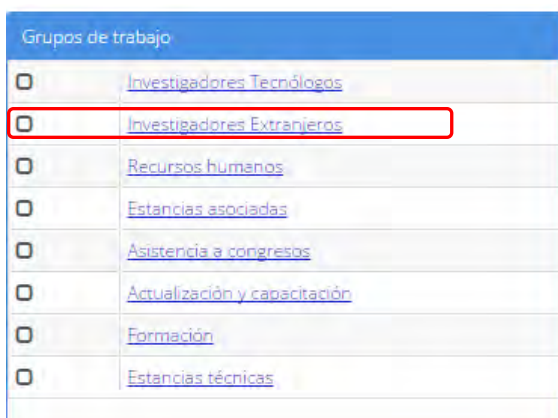 Grupos de trabajo
Investigadores Tecnólogos
Investigadores Extranjeros
Recursos humanos
Estancias asociadas
Asistencia a congresos
Actualización y capacitación
Formación
Estancias técnicas